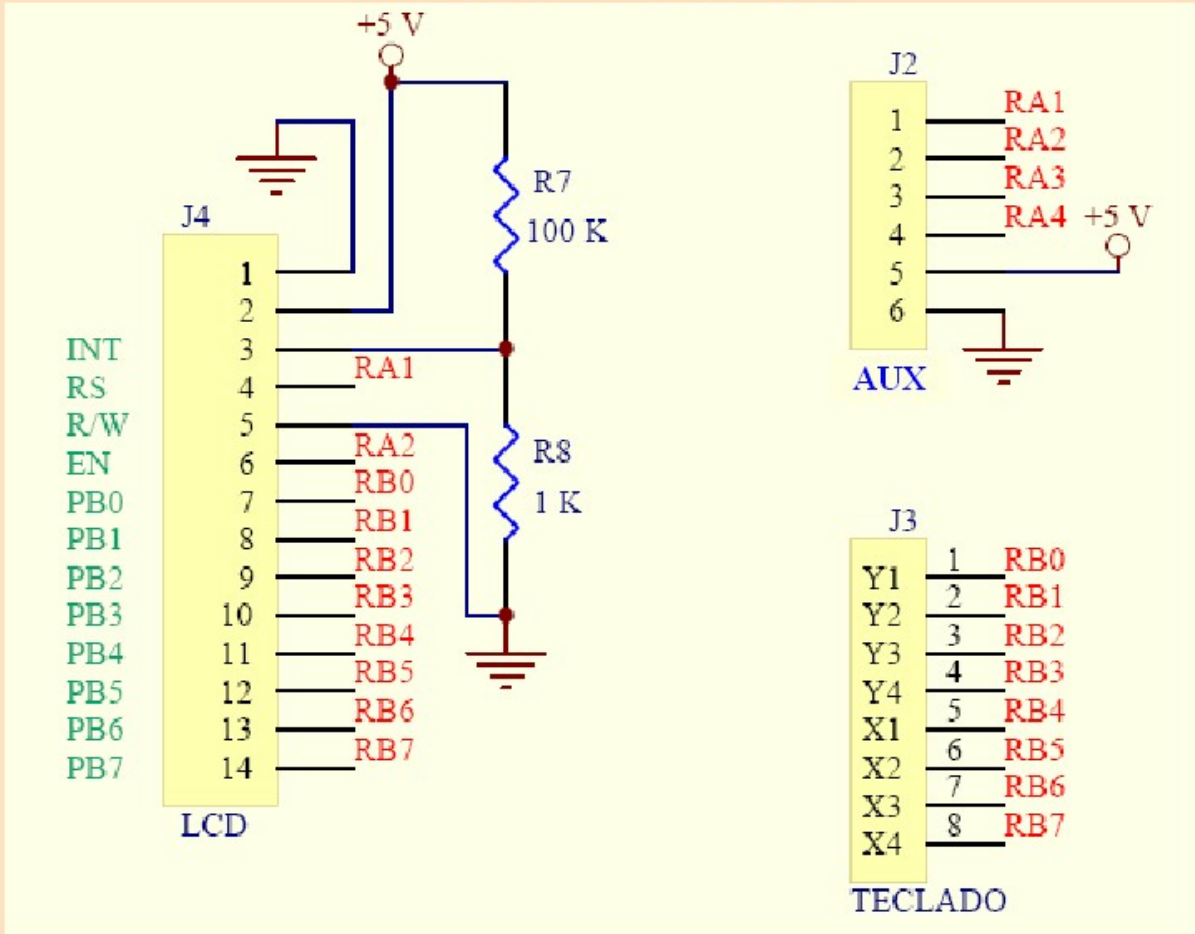 +5 V
J4
R7
100 K
R8
1 K
1
2
INT 3
RS 4 RA1
R/W 5
EN 6 RA2
PB0 7 RB0
PB1 8 RB1
PB2 9 RB2
PB3 10 RB3
PB4 11 RB4
PB5 12 RB5
PB6 13 RB6
PB7 14 RB7
LCD
J2
1 RA1
2 RA2
3 RA3
4 RA4
5 +5 V
6
AUX
J3
Y1 1 RB0
Y2 2 RB1
Y3 3 RB2
Y4 4 RB3
X1 5 RB4
X2 6 RB5
X3 7 RB6
X4 8 RB7
TECLADO